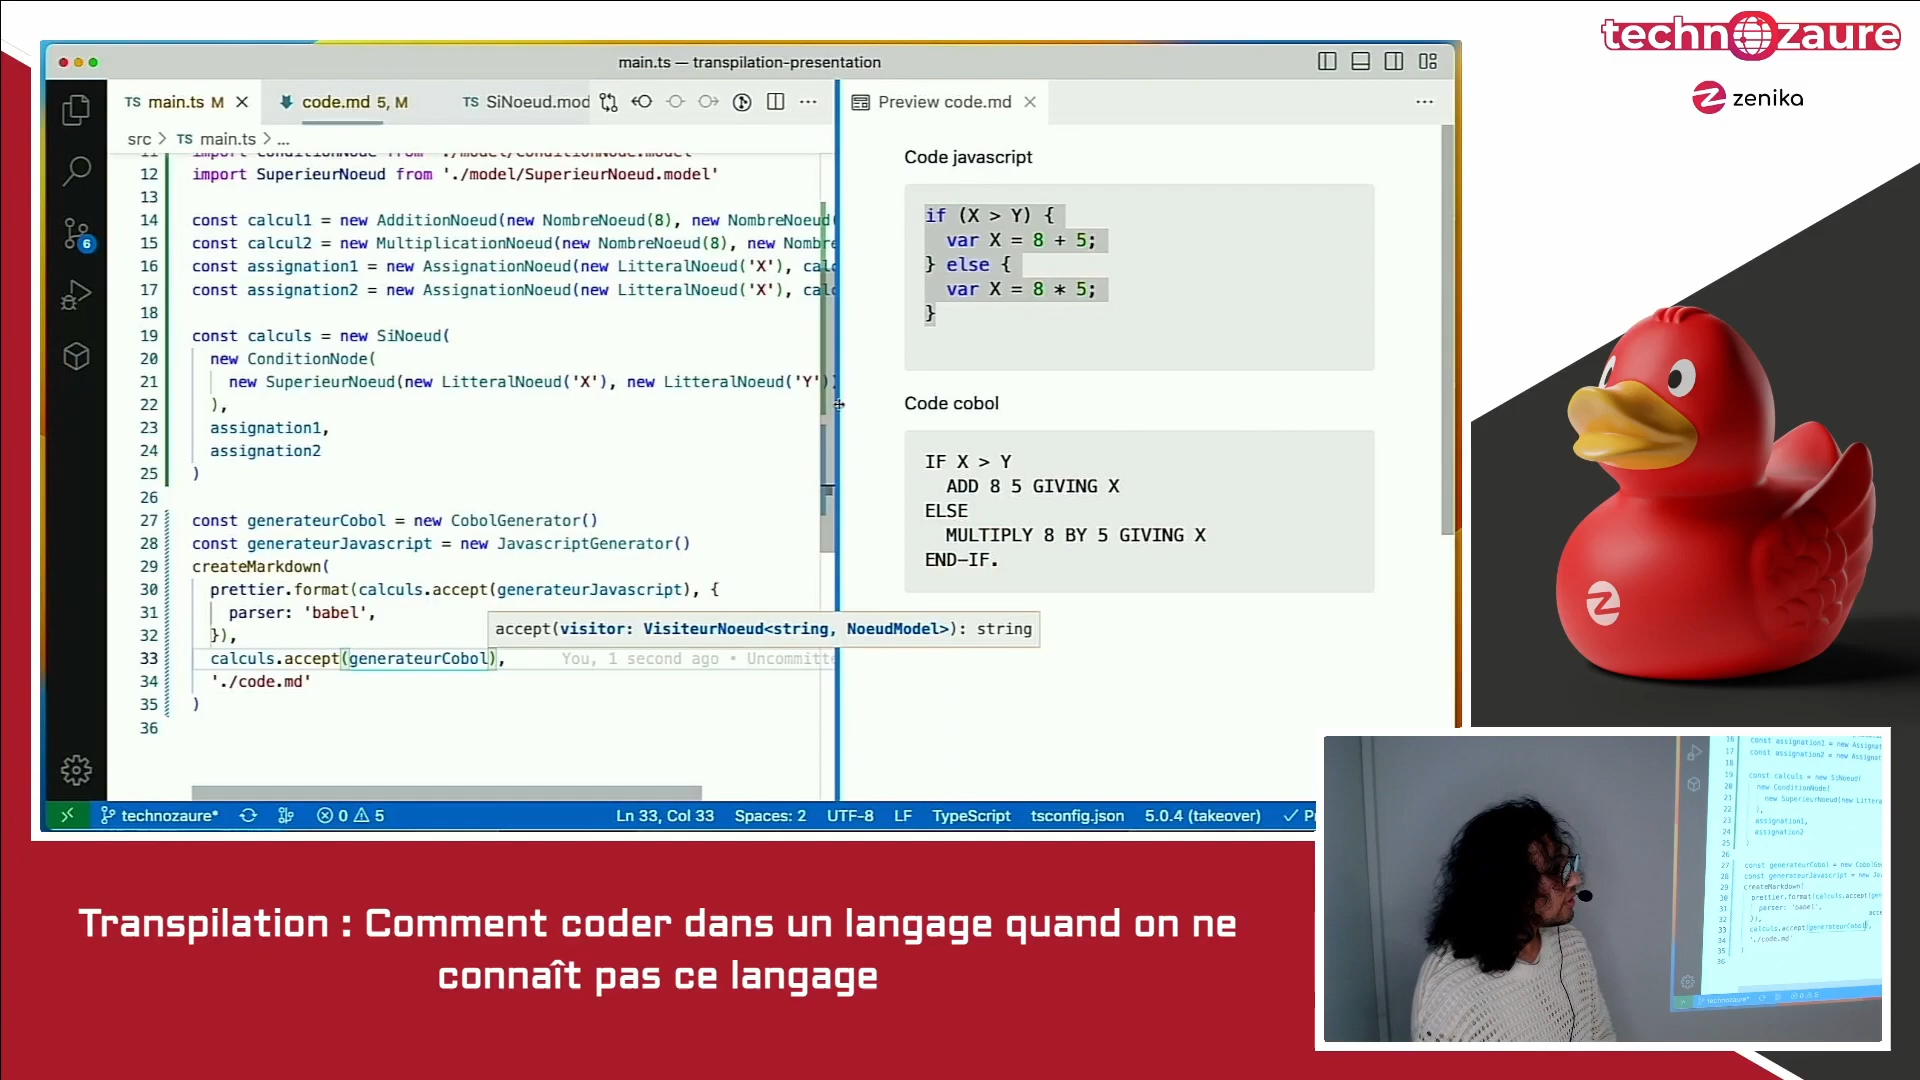 technozaure
zenika
main.ts — transpilation-presentation
TS main.ts M
code.md 5, M
TS SiNoeud.mod
Preview code.md
src > TS main.ts > ...
12 import SuperieurNoeud from './model/SuperieurNoeud.model'
13
14 const calcul1 = new AdditionNoeud(new NombreNoeud(8), new NombreNoeud(
15 const calcul2 = new MultiplicationNoeud(new NombreNoeud(8), new Nombre
16 const assignation1 = new AssignationNoeud(new LitteralNoeud('X'), calc
17 const assignation2 = new AssignationNoeud(new LitteralNoeud('X'), calc
18
19 const calculs = new SiNoeud(
20 new ConditionNode(
21 new SuperieurNoeud(new LitteralNoeud('X'), new LitteralNoeud('Y'))
22 ),
23 assignation1,
24 assignation2
25 )
26
27 const generateurCobol = new CobolGenerator()
28 const generateurJavascript = new JavascriptGenerator()
29 createMarkdown(
30 prettier.format(calculs.accept(generateurJavascript), {
31 parser: 'babel',
32 }),
accept(visitor: VisiteurNoeud<string, NoeudModel>): string
33 calculs.accept(generateurCobol), You, 1 second ago • Uncommitte
34 './code.md'
35 )
36
Code javascript
if (X > Y) {
var X = 8 + 5;
} else {
var X = 8 * 5;
}
Code cobol
IF X > Y
ADD 8 5 GIVING X
ELSE
MULTIPLY 8 BY 5 GIVING X
END-IF.
6
technozaure*
0 5
Ln 33, Col 33
Spaces: 2
UTF-8
LF
TypeScript
tsconfig.json
5.0.4 (takeover)
Transpilation : Comment coder dans un langage quand on ne
connaît pas ce langage